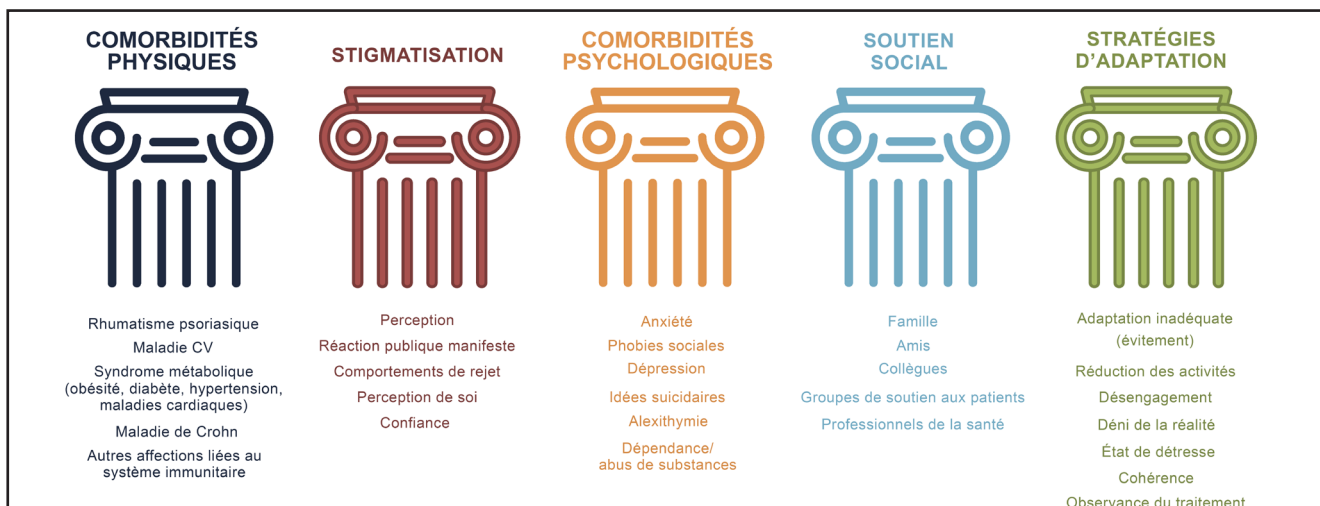 COMORBIDITÉS
PHYSIQUES
Rhumatisme psoriasique
Maladie CV
Syndrome métabolique
(obésité, diabète, hypertension,
maladies cardiaques)
Maladie de Crohn
Autres affections liées au
système immunitaire
STIGMATISATION
Perception
Réaction publique manifeste
Comportements de rejet
Perception de soi
Confiance
COMORBIDITÉS
PSYCHOLOGIQUES
Anxiété
Phobies sociales
Dépression
Idées suicidaires
Alexithymie
Dépendance/
abus de substances
SOUTIEN
SOCIAL
Famille
Amis
Collègues
Groupes de soutien aux patients
Professionnels de la santé
STRATÉGIES
D'ADAPTATION
Adaptation inadéquate
(évitement)
Réduction des activités
Désengagement
Déni de la réalité
État de détresse
Cohérence
Observance du traitement